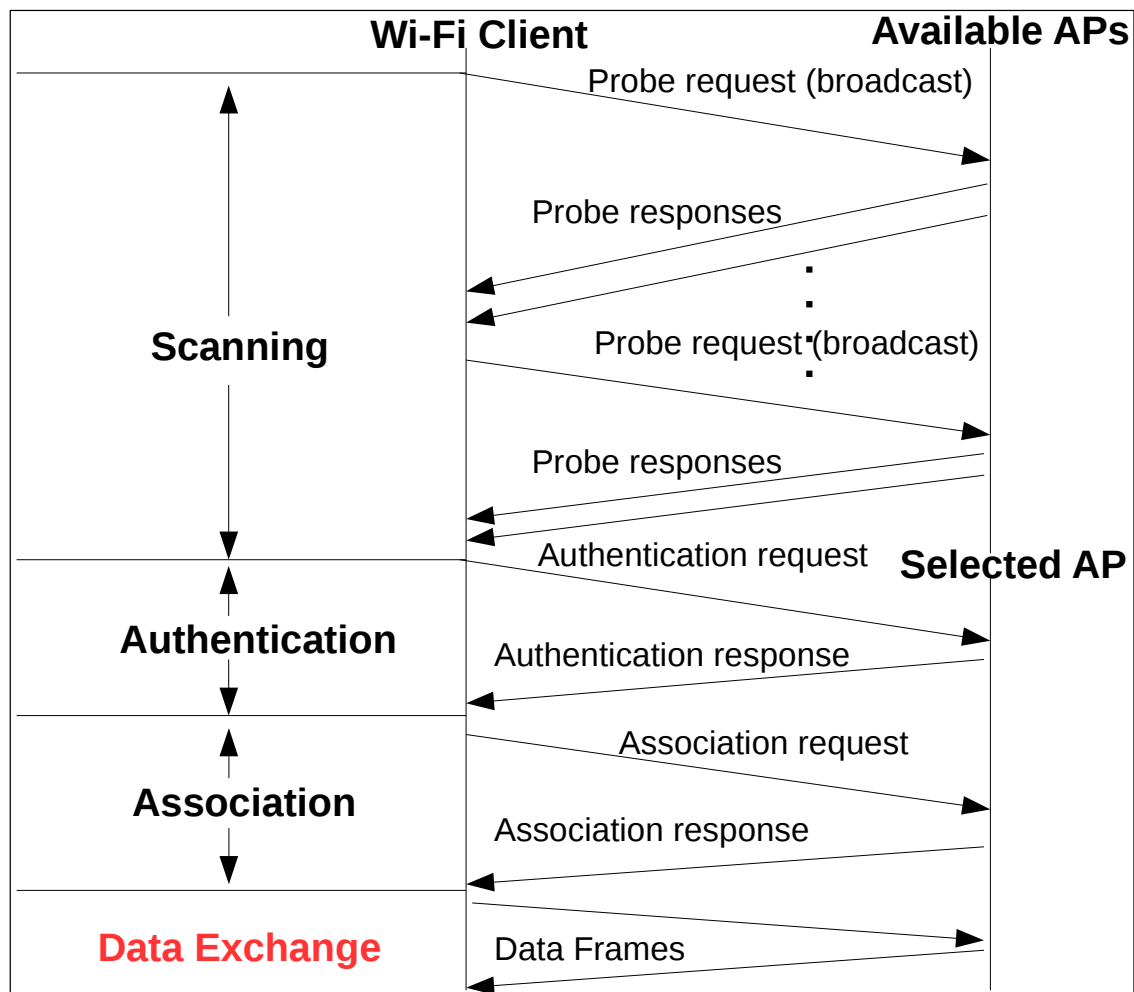 Wi-Fi Client
Available APs
Probe request (broadcast)
Probe responses
Scanning
Probe request (broadcast)
Probe responses
Authentication request
Selected AP
Authentication
Authentication response
Association request
Association
Association response
Data Exchange
Data Frames